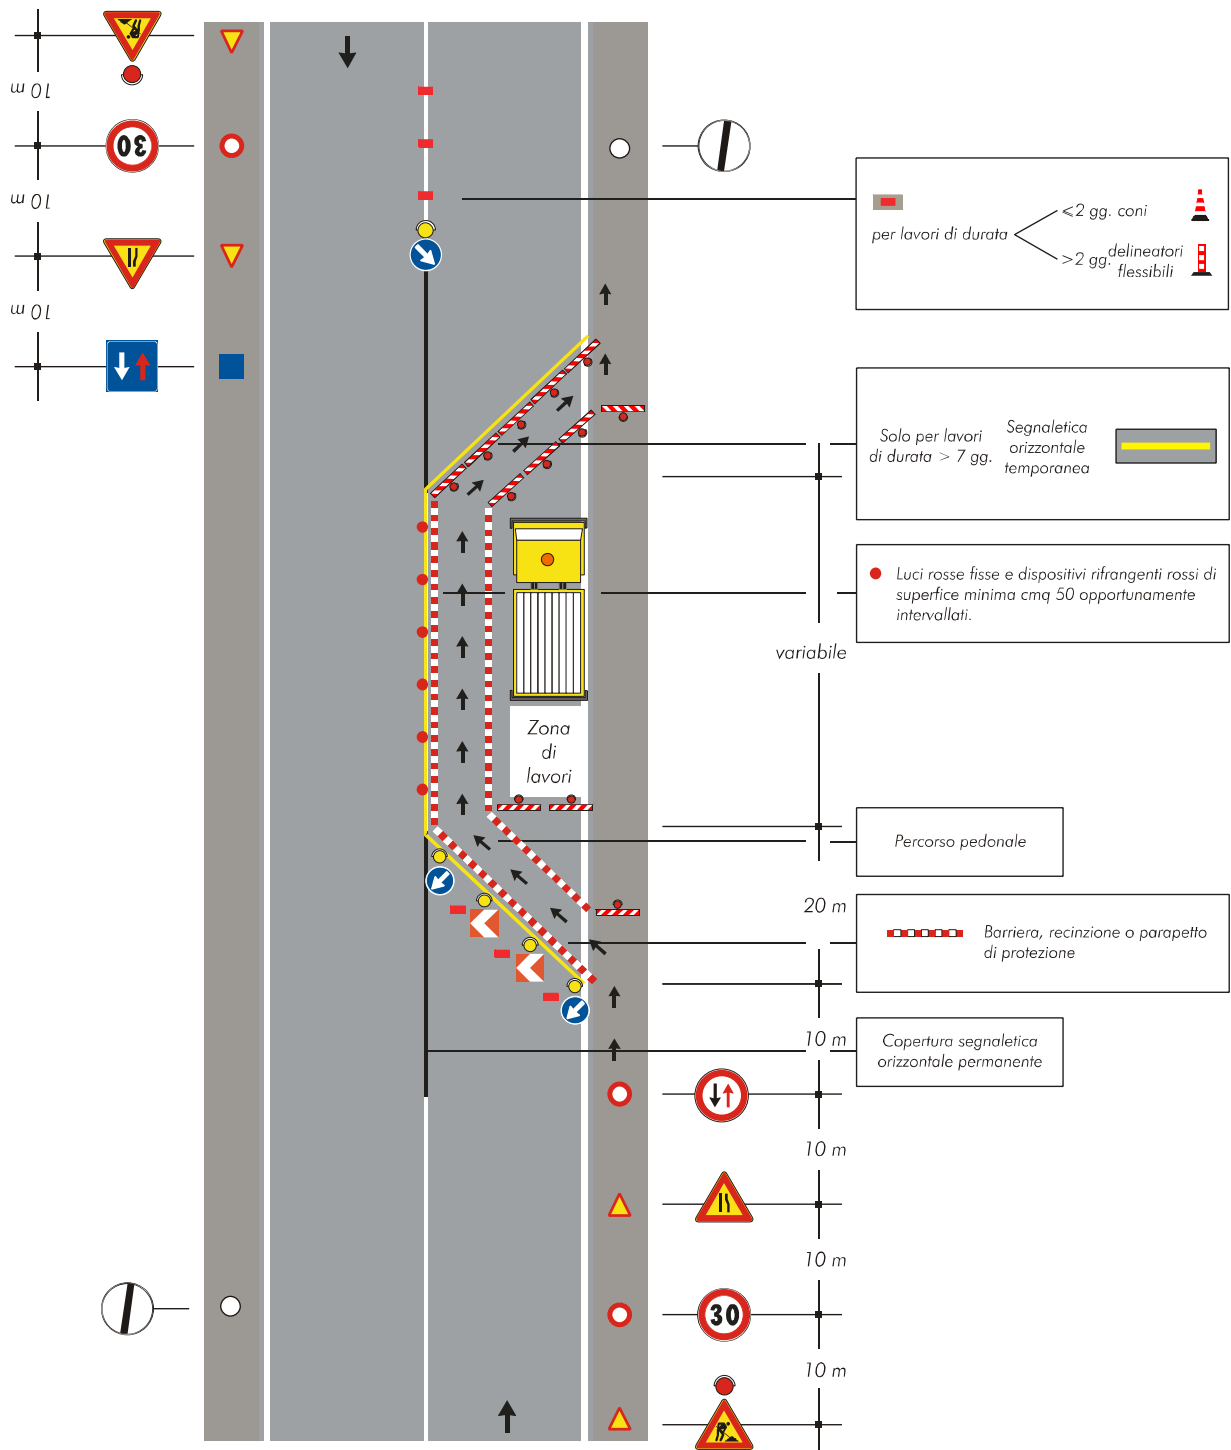 10 m
30
10 m
10 m
per lavori di durata
⩽2 gg. coni
>2 gg. delineatori
flessibili
Solo per lavori
di durata > 7 gg.
Segnaletica
orizzontale
temporanea
Luci rosse fisse e dispositivi rifrangenti rossi di
superfice minima cmq 50 opportunamente
intervallati.
variabile
Zona
di
lavori
Percorso pedonale
20 m
Barriera, recinzione o parapetto
di protezione
10 m
Copertura segnaletica
orizzontale permanente
10 m
10 m
30
10 m